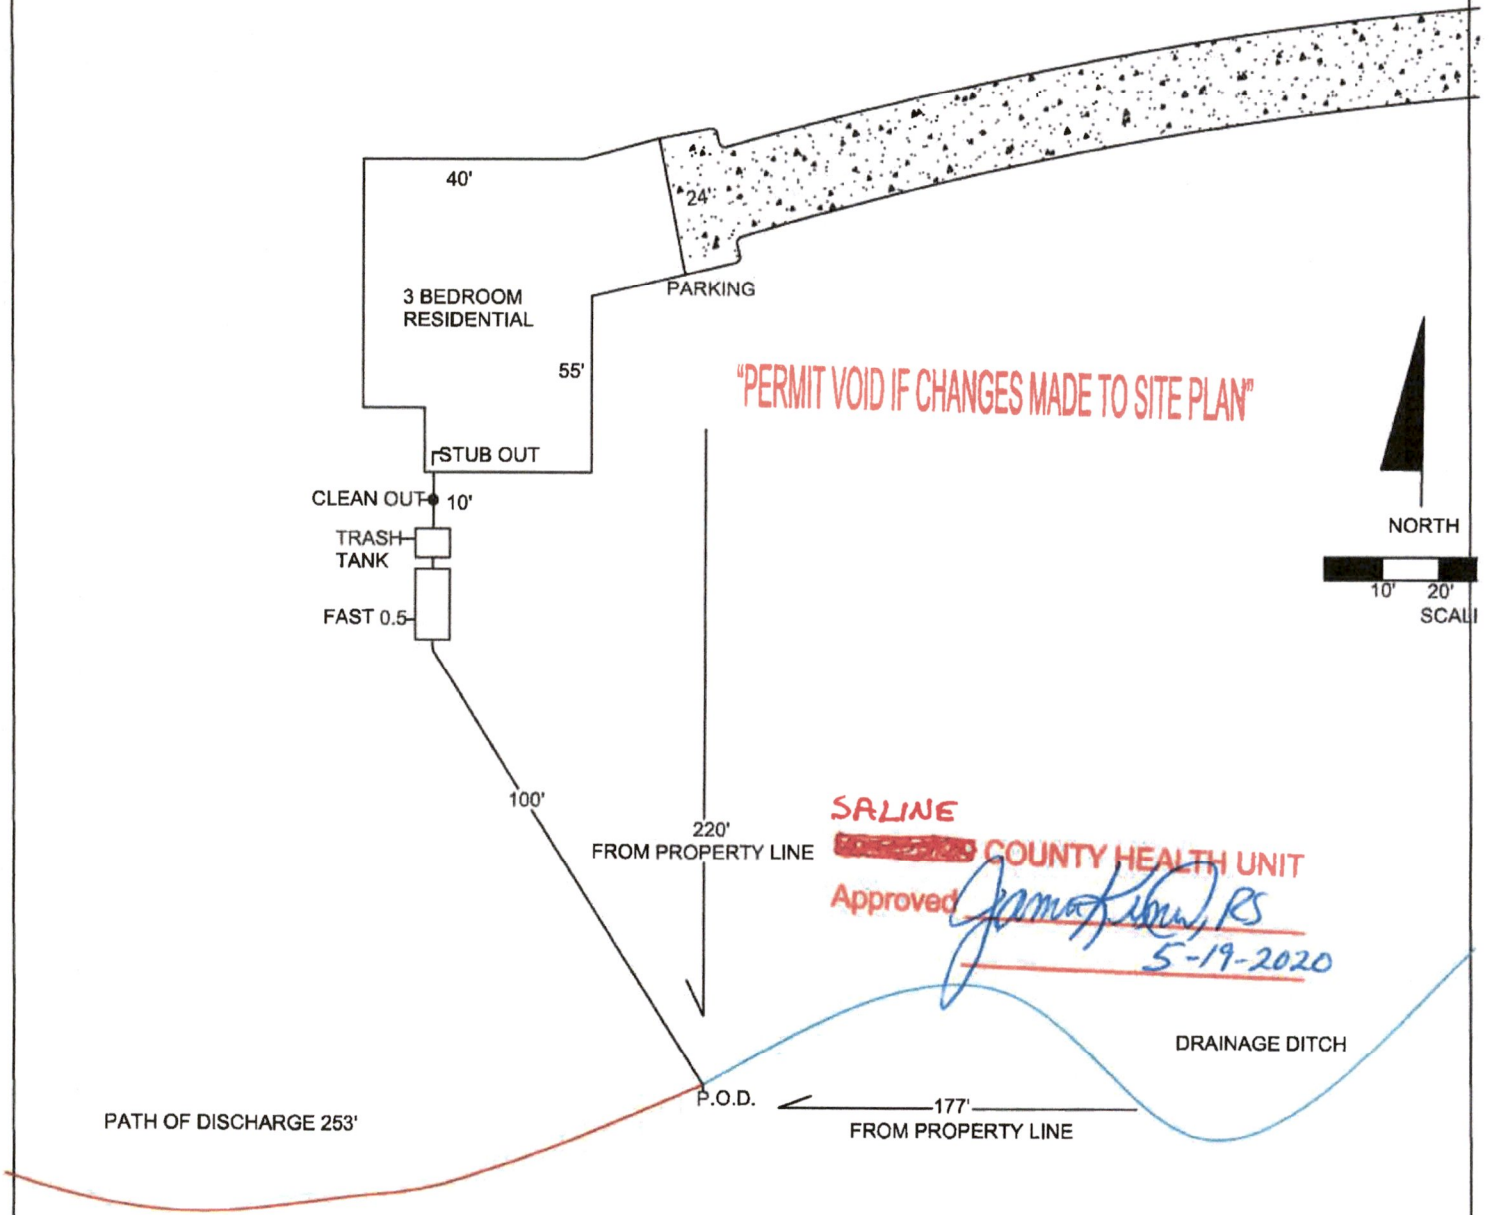 40'
24'
3 BEDROOM
RESIDENTIAL
PARKING
55'
"PERMIT VOID IF CHANGES MADE TO SITE PLAN"
STUB OUT
CLEAN OUT
10'
TRASH
TANK
FAST 0.5
NORTH
10' 20'
SCAL
100'
220'
FROM PROPERTY LINE
SALINE
COUNTY HEALTH UNIT
Approved
RS
5-19-2020
DRAINAGE DITCH
P.O.D.
177'
FROM PROPERTY LINE
PATH OF DISCHARGE 253'